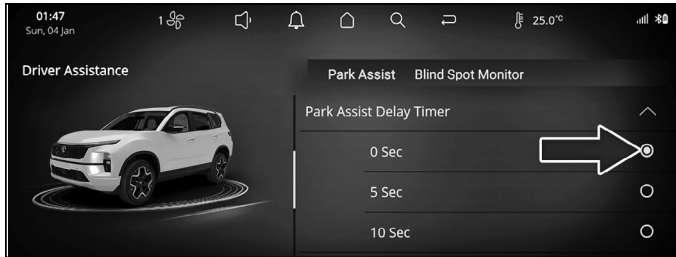 01:47
Sun, 04 Jan
1
25.0°C
Driver Assistance
Park Assist Blind Spot Monitor
Park Assist Delay Timer
0 Sec
5 Sec
10 Sec